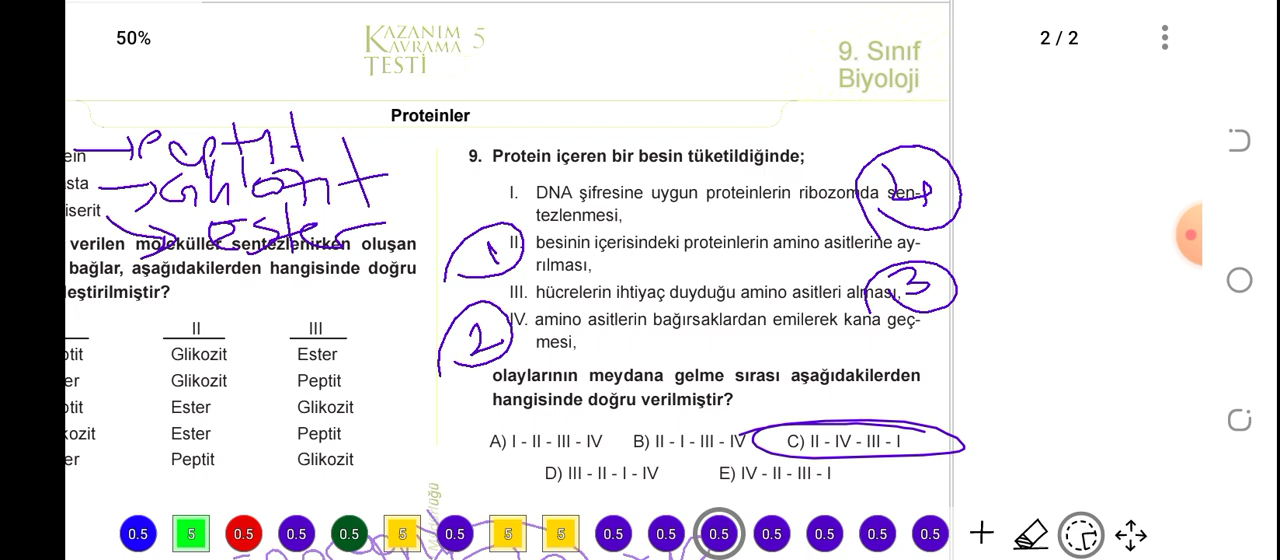 50%
KAZANIM
KAVRAMA
TESTİ
5
2 / 2
9. Sınıf
Biyoloji
Proteinler
ein → Peptit
sta → Glikozit
iserit → Ester
verilen moleküller sentezlenirken oluşan
bağlar, aşağıdakilerden hangisinde doğru
leştirilmiştir?
II III
ptit Glikozit Ester
er Glikozit Peptit
ptit Ester Glikozit
kozit Ester Peptit
er Peptit Glikozit
9. Protein içeren bir besin tüketildiğinde;
I. DNA şifresine uygun proteinlerin ribozomda sen-
tezlenmesi,
4
II. besinin içerisindeki proteinlerin amino asitlerine ay-
rılması,
1
III. hücrelerin ihtiyaç duyduğu amino asitleri alması,
3
IV. amino asitlerin bağırsaklardan emilerek kana geç-
mesi,
2
olaylarının meydana gelme sırası aşağıdakilerden
hangisinde doğru verilmiştir?
A) I - II - III - IV B) II - I - III - IV C) II - IV - III - I
D) III - II - I - IV E) IV - II - III - I
0.5 5 0.5 0.5 0.5 5 0.5 5 5 0.5 0.5 0.5 0.5 0.5 0.5 0.5